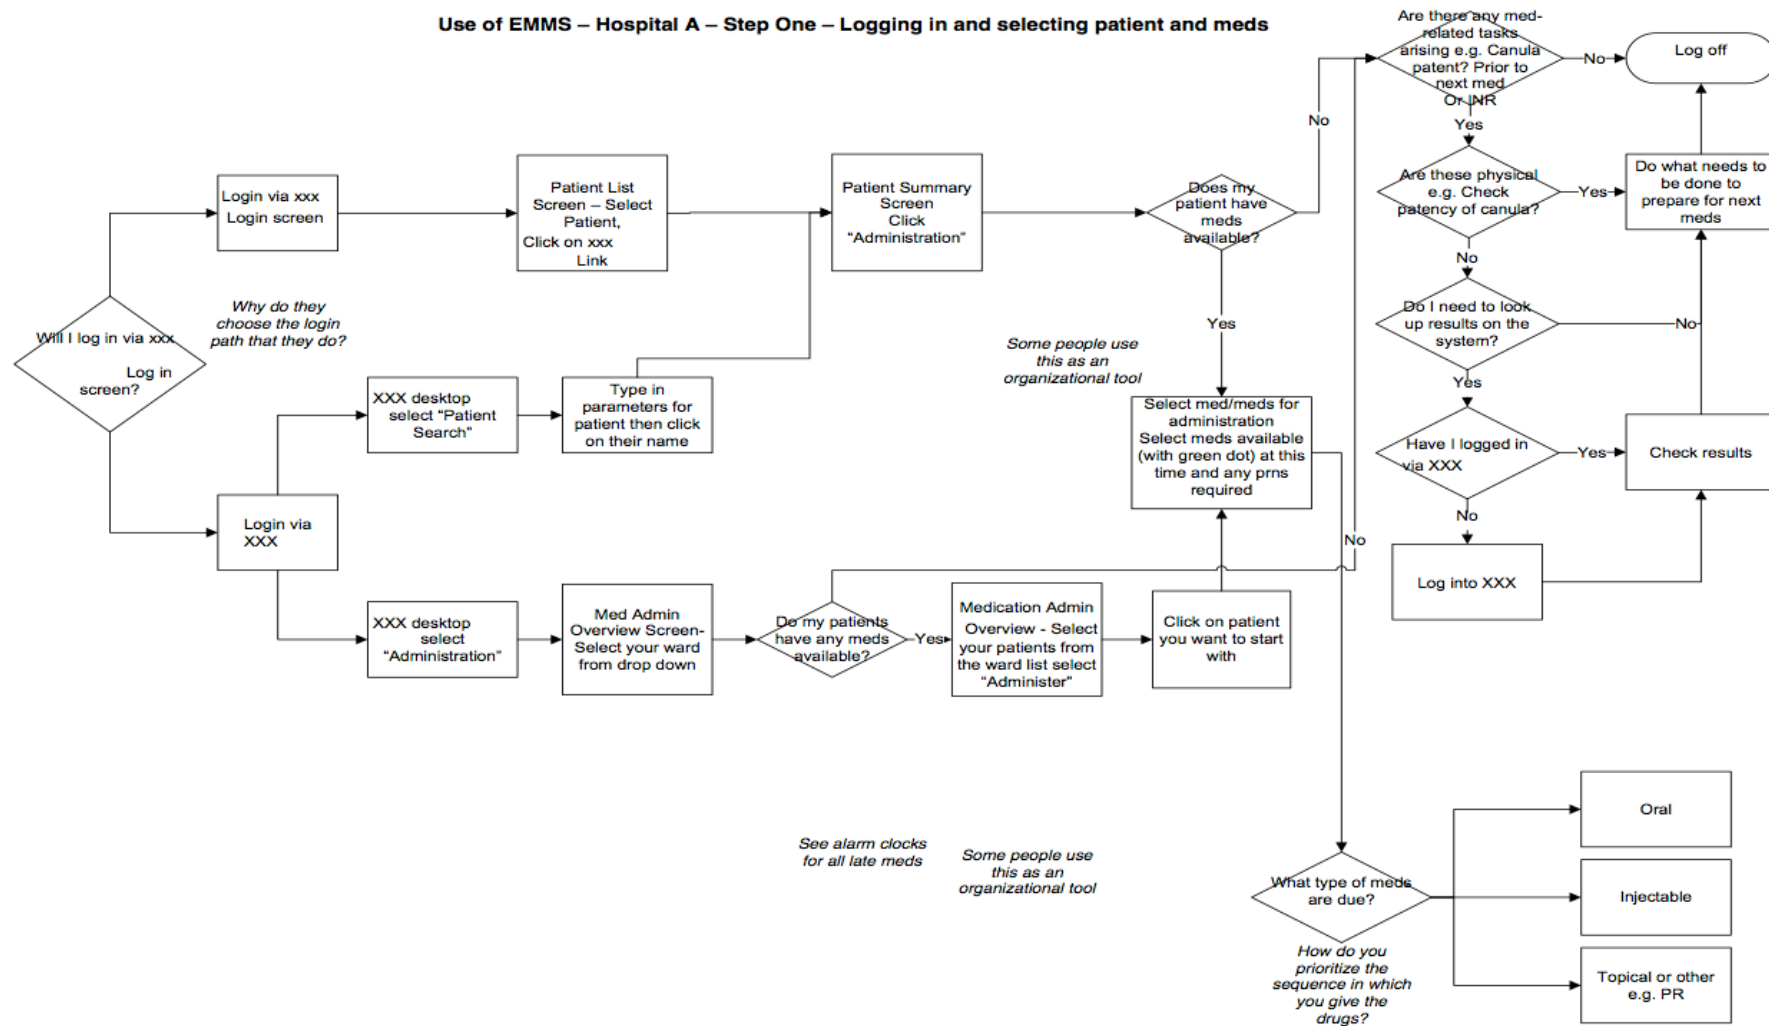 Use of EMMS – Hospital A – Step One – Logging in and selecting patient and meds
Are there any med-
related tasks
arising e.g. Canula
patent? Prior to
next med
Or INR
No
Log off
Yes
No
Are these physical
e.g. Check
patency of canula?
Yes
Do what needs to
be done to
prepare for next
meds
No
Do I need to look
up results on the
system?
No
Yes
Have I logged in
via XXX
Yes
Check results
No
Log into XXX
Login via xxx
Login screen
Patient List
Screen – Select
Patient,
Click on xxx
Link
Patient Summary
Screen
Click
“Administration”
Does my
patient have
meds
available?
Yes
Why do they
choose the login
path that they do?
Will I log in via xxx
Log in
screen?
Some people use
this as an
organizational tool
XXX desktop
select “Patient
Search”
Type in
parameters for
patient then click
on their name
Select med/meds for
administration
Select meds available
(with green dot) at this
time and any prns
required
Login via
XXX
No
XXX desktop
select
“Administration”
Med Admin
Overview Screen-
Select your ward
from drop down
Do my patients
have any meds
available?
Yes
Medication Admin
Overview - Select
your patients from
the ward list select
“Administer”
Click on patient
you want to start
with
See alarm clocks
for all late meds
Some people use
this as an
organizational tool
What type of meds
are due?
How do you
prioritize the
sequence in which
you give the
drugs?
Oral
Injectable
Topical or other
e.g. PR